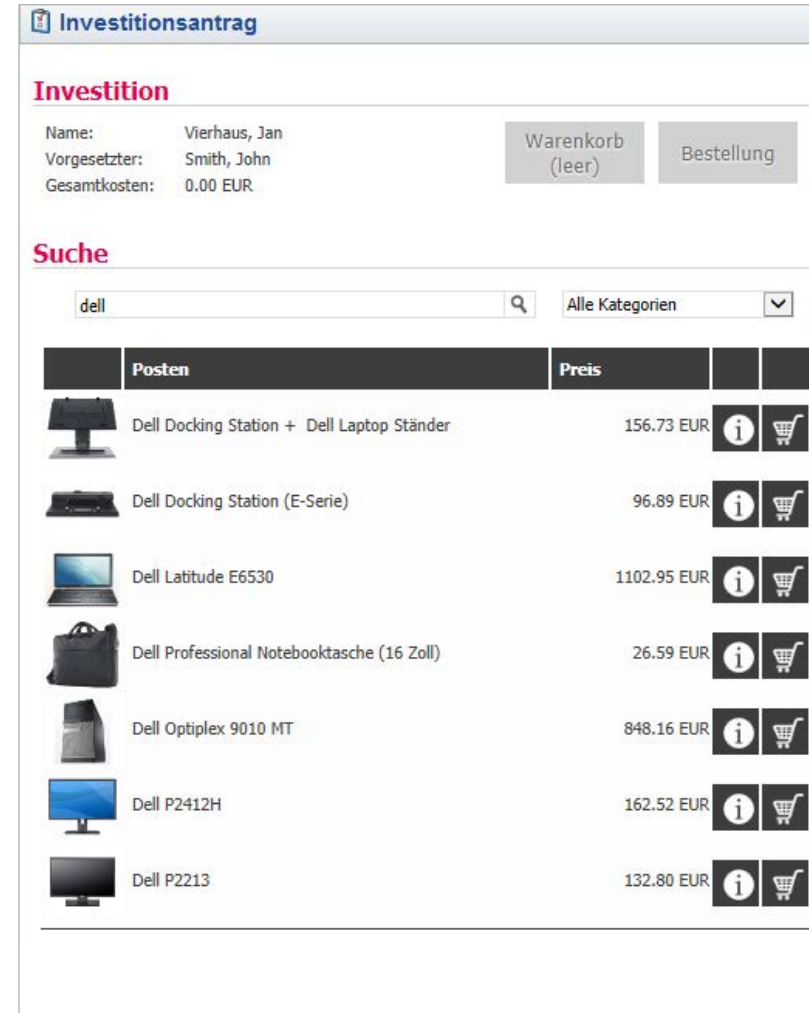 Investitionsantrag
Investition
Name: Vierhaus, Jan
Vorgesetzter: Smith, John
Gesamtkosten: 0.00 EUR
Warenkorb
(leer)
Bestellung
Suche
dell
Alle Kategorien
Posten Preis
Dell Docking Station + Dell Laptop Ständer 156.73 EUR
Dell Docking Station (E-Serie) 96.89 EUR
Dell Latitude E6530 1102.95 EUR
Dell Professional Notebooktasche (16 Zoll) 26.59 EUR
Dell Optiplex 9010 MT 848.16 EUR
Dell P2412H 162.52 EUR
Dell P2213 132.80 EUR